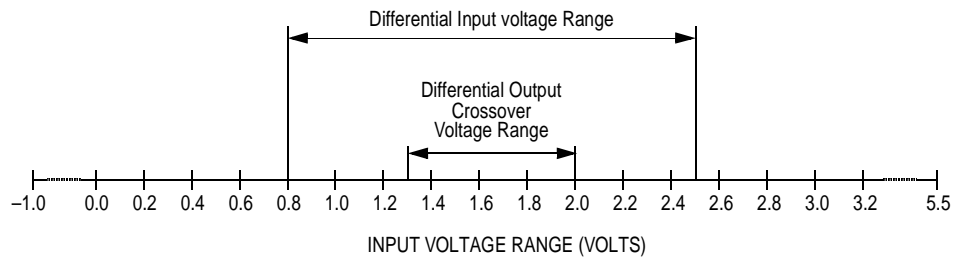 Differential Input voltage Range
Differential Output
Crossover
Voltage Range
–1.0 0.0 0.2 0.4 0.6 0.8 1.0 1.2 1.4 1.6 1.8 2.0 2.2 2.4 2.6 2.8 3.0 3.2 5.5
INPUT VOLTAGE RANGE (VOLTS)